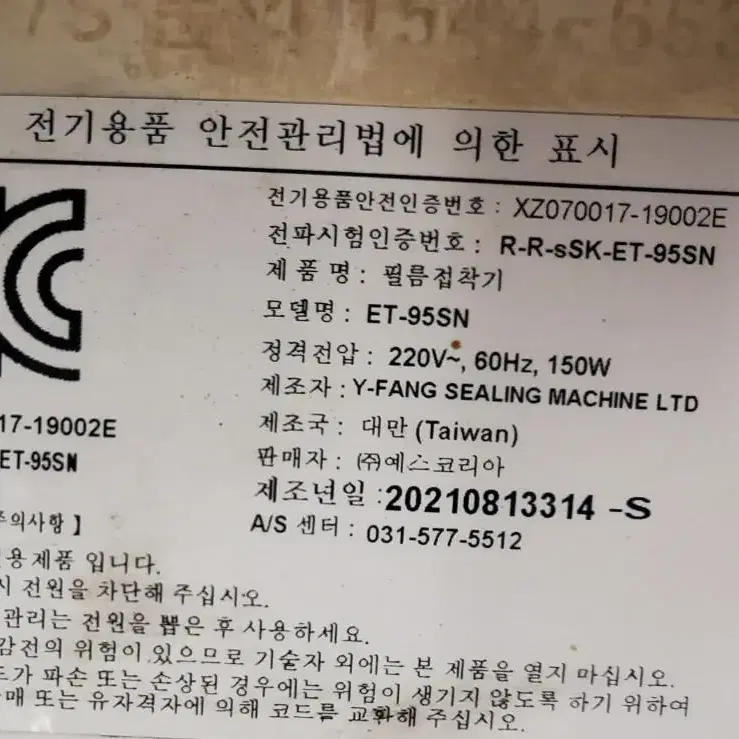 전기용품 안전관리법에 의한 표시
전기용품안전인증번호 : XZ070017-19002E
전파시험인증번호 : R-R-sSK-ET-95SN
제 품 명 : 필름접착기
모델명 : ET-95SN
정격전압 : 220V~, 60Hz, 150W
제조자 : Y-FANG SEALING MACHINE LTD
제조국 : 대만 (Taiwan)
판매자 : ㈜예스코리아
제조년일 :20210813314 -S
A/S 센터 : 031-577-5512
17-19002E
ET-95SN
주의사항 】
용제품 입니다.
시 전원을 차단해 주십시오.
관리는 전원을 뽑은 후 사용하세요.
감전의 위험이 있으므로 기술자 외에는 본 제품을 열지 마십시오.
드가 파손 또는 손상된 경우에는 위험이 생기지 않도록 하기 위하여
매 또는 유자격자에 의해 코드를 교환해 주십시오.